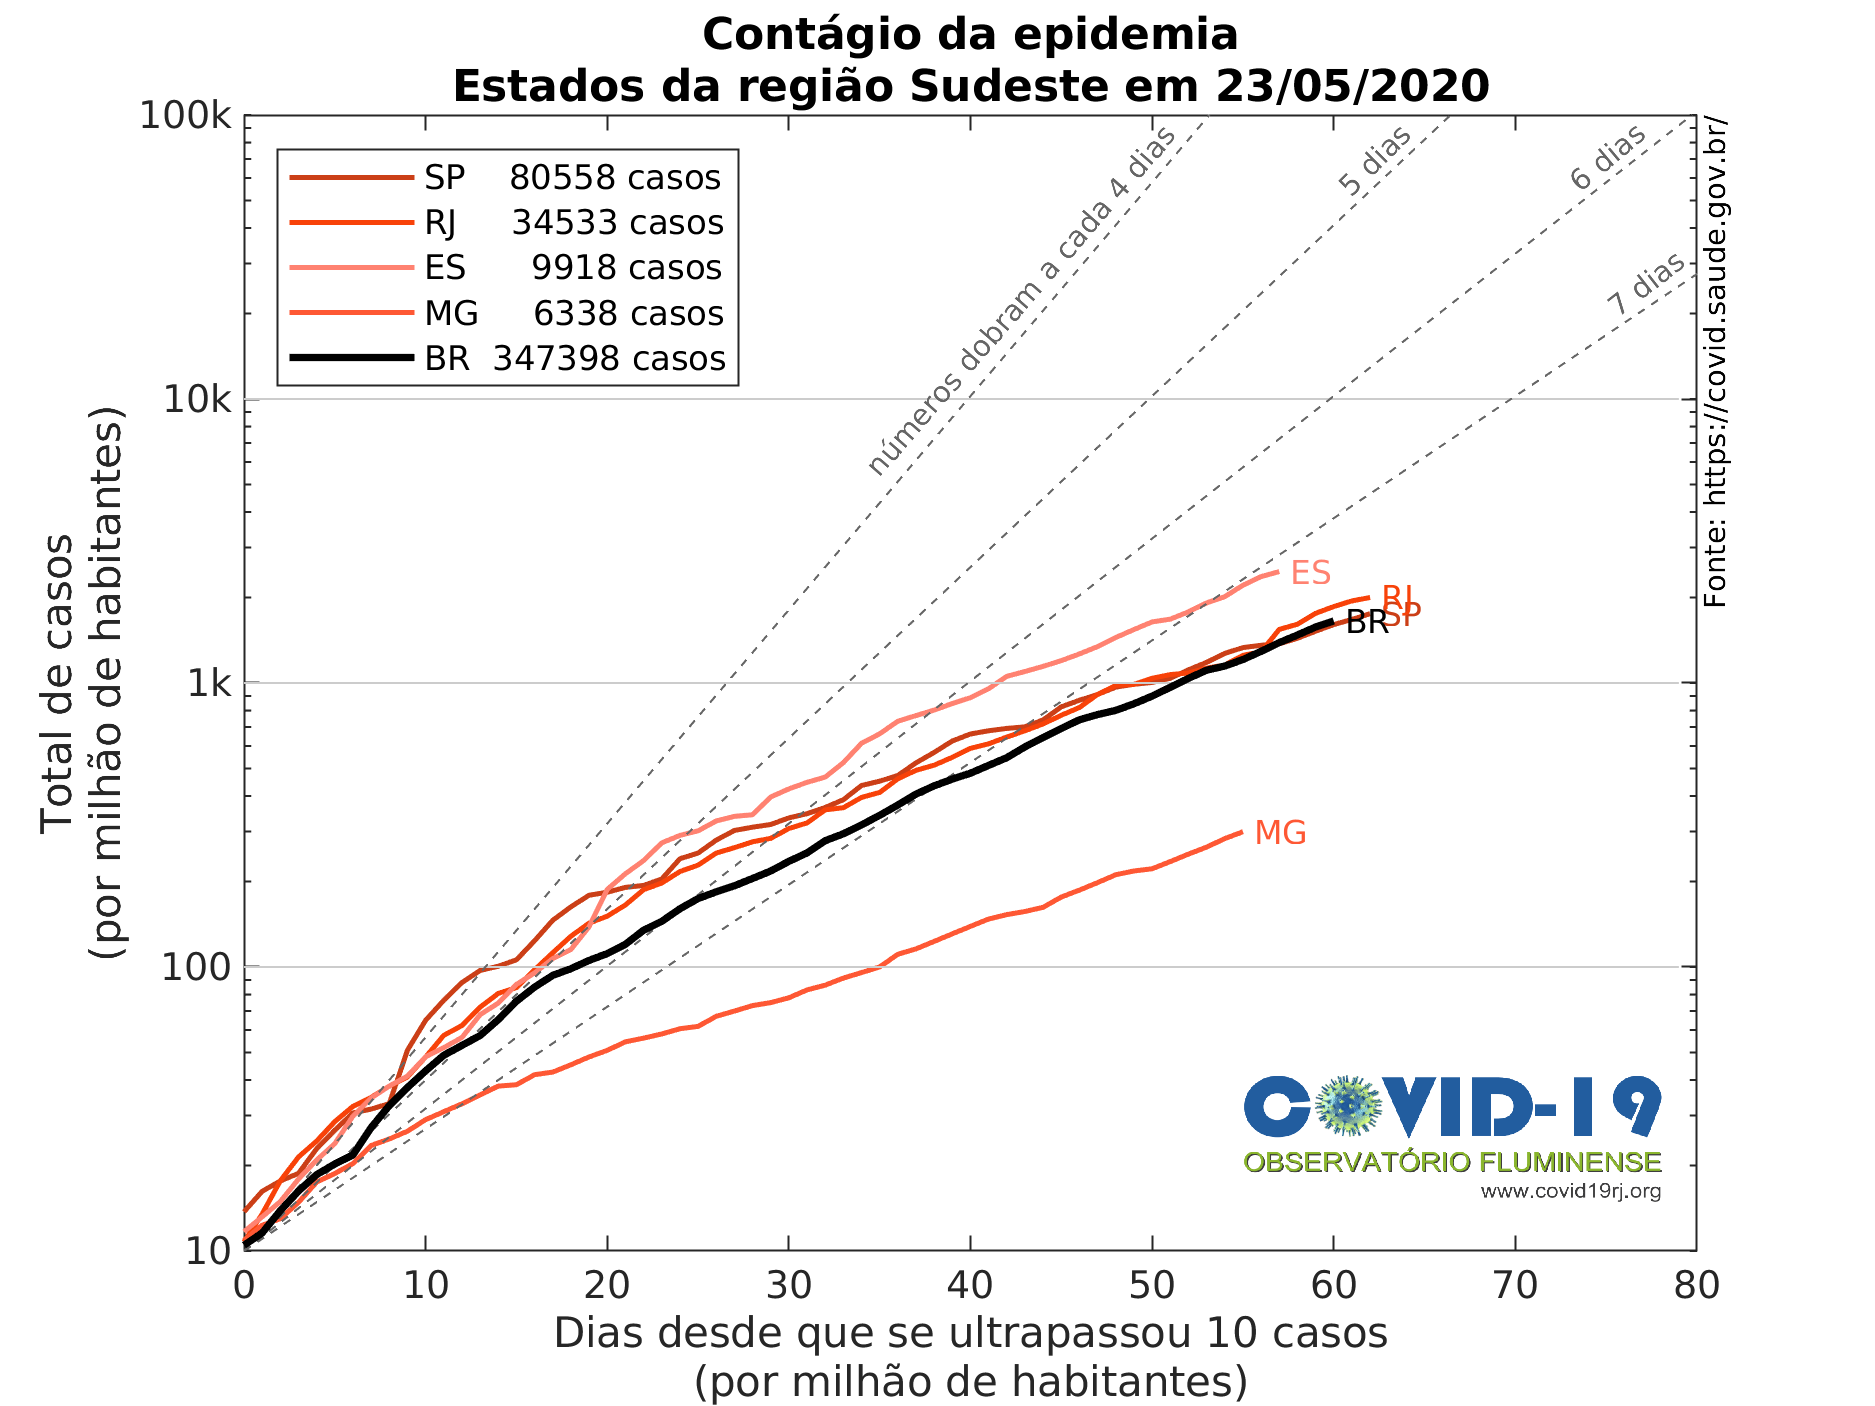 Contágio da epidemia
Estados da região Sudeste em 23/05/2020
100k
10k
1k
100
10
Total de casos
(por milhão de habitantes)
SP 80558 casos
RJ 34533 casos
ES 9918 casos
MG 6338 casos
BR 347398 casos
números dobram a cada 4 dias
5 dias
6 dias
7 dias
Fonte: https://covid.saude.gov.br/
ES
RJ
SP
BR
MG
COVID-19
OBSERVATÓRIO FLUMINENSE
www.covid19rj.org
0 10 20 30 40 50 60 70 80
Dias desde que se ultrapassou 10 casos
(por milhão de habitantes)